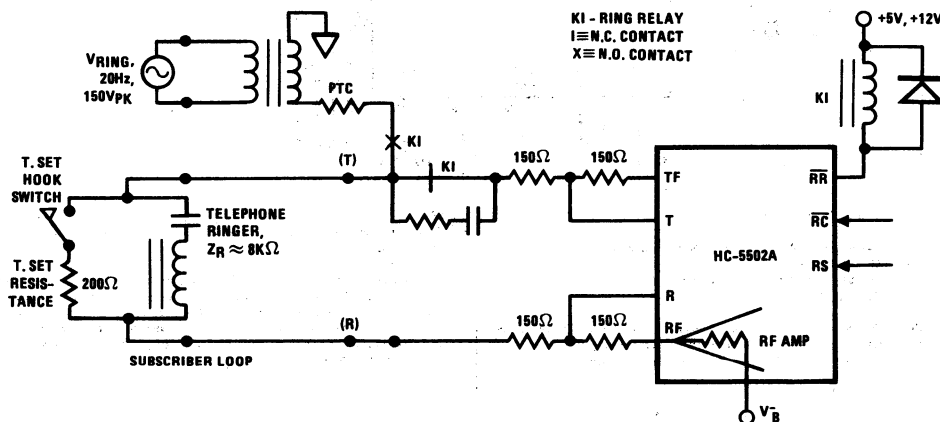 KI - RING RELAY
I≡N.C. CONTACT
X≡N.O. CONTACT
+5V, +12V
VRING,
20Hz,
150VPK
PTC
KI
KI
KI
T. SET
HOOK
SWITCH
(T)
150Ω
150Ω
TF
RR
TELEPHONE
RINGER,
ZR ≈ 8KΩ
T
RC
HC-5502A
RS
T. SET
RESIS-
TANCE
200Ω
R
(R)
150Ω
150Ω
RF
RF AMP
SUBSCRIBER LOOP
V-B